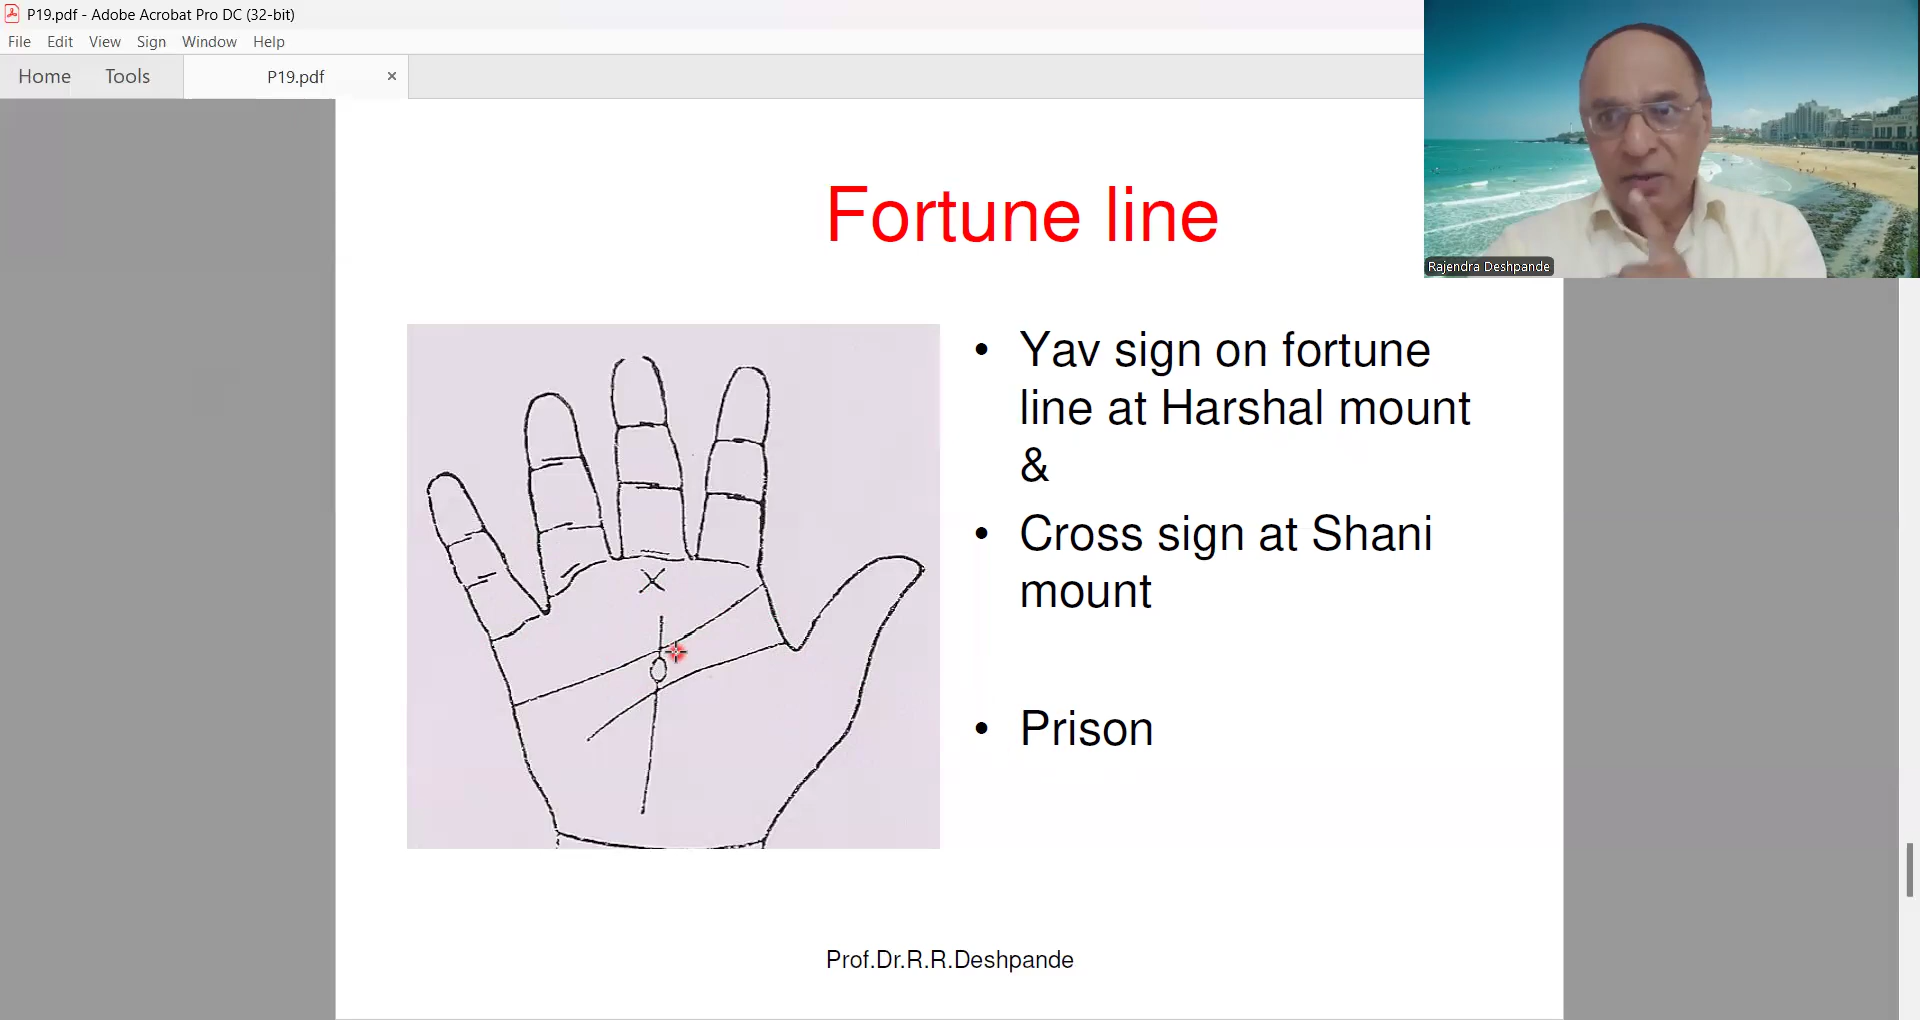 P19.pdf - Adobe Acrobat Pro DC (32-bit)
File Edit View Sign Window Help
Home Tools P19.pdf ×
Rajendra Deshpande
Fortune line
• Yav sign on fortune
line at Harshal mount
&
• Cross sign at Shani
mount
• Prison
Prof.Dr.R.R.Deshpande